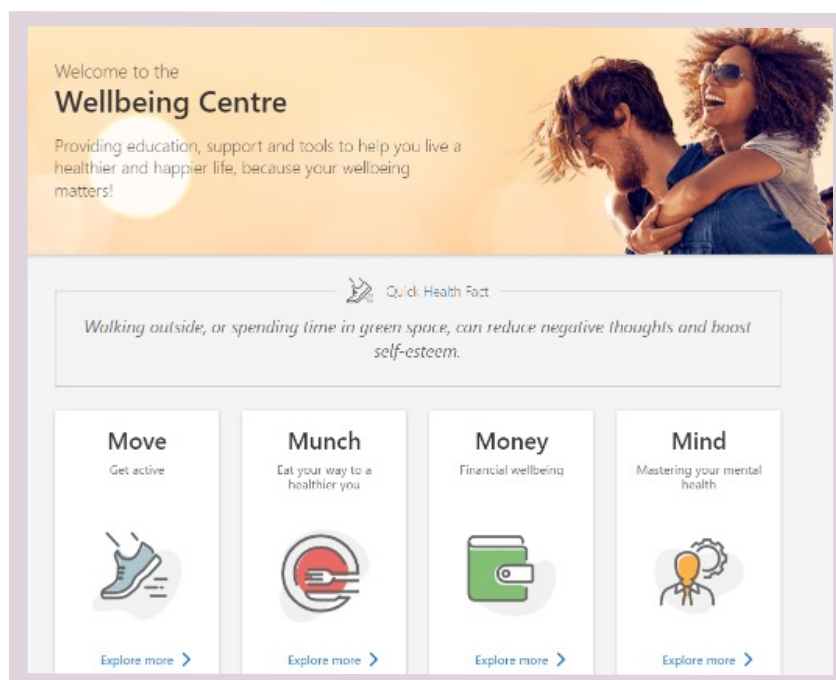 Welcome to the
Wellbeing Centre
Providing education, support and tools to help you live a
healthier and happier life, because your wellbeing
matters!
Quick Health Fact
Walking outside, or spending time in green space, can reduce negative thoughts and boost
self-esteem.
Move
Get active
Explore more
Munch
Eat your way to a
healthier you
Explore more
Money
Financial wellbeing
Explore more
Mind
Mastering your mental
health
Explore more